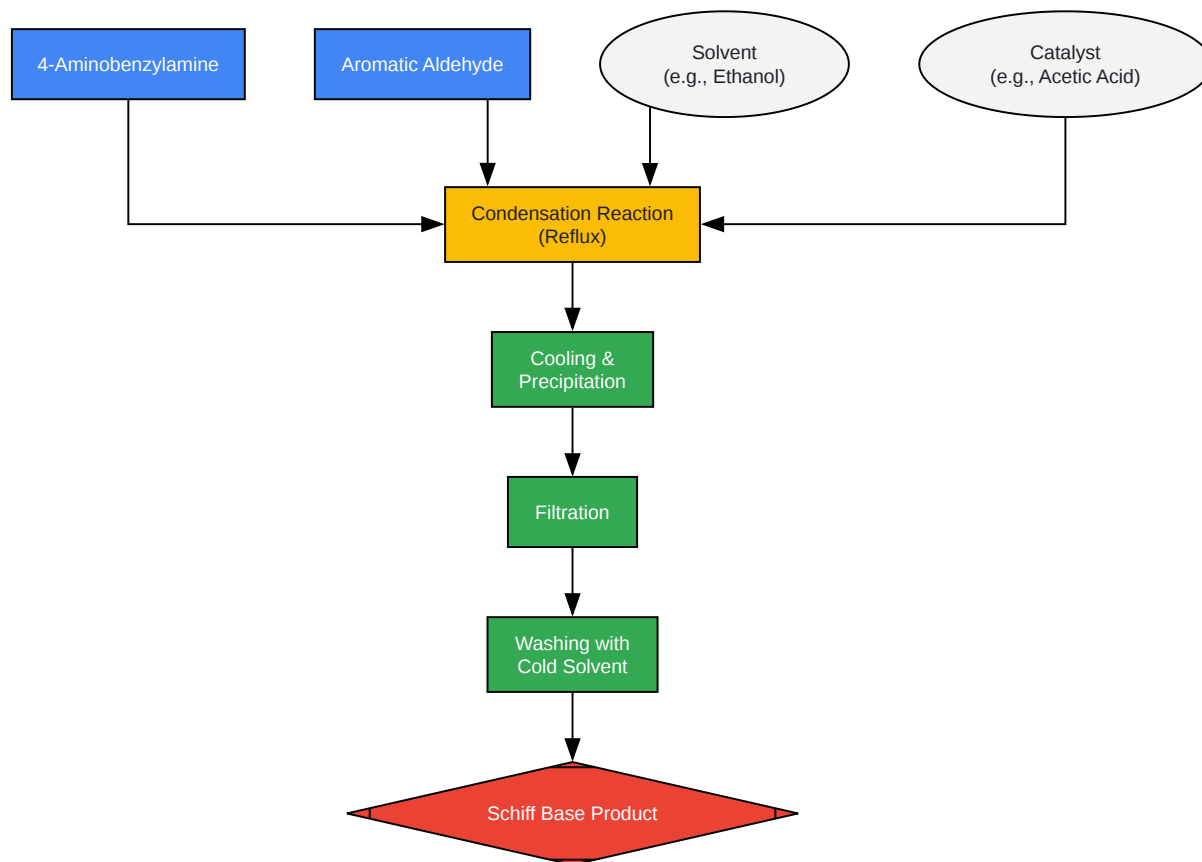 4-Aminobenzylamine
Aromatic Aldehyde
Solvent
(e.g., Ethanol)
Catalyst
(e.g., Acetic Acid)
Condensation Reaction
(Reflux)
Cooling &
Precipitation
Filtration
Washing with
Cold Solvent
Schiff Base Product